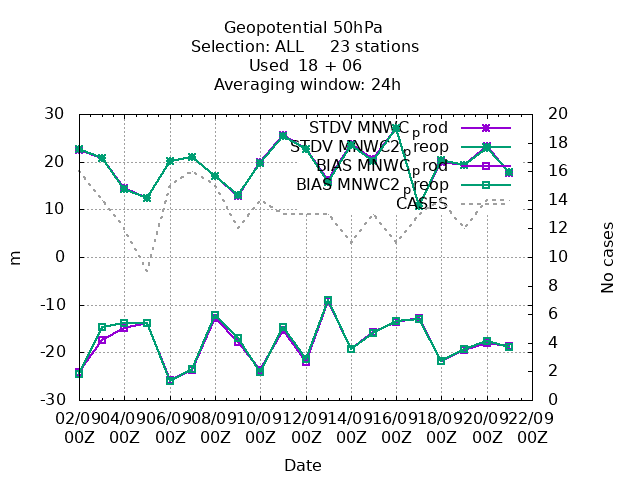 Geopotential 50hPa
Selection: ALL 23 stations
Used 18 + 06
Averaging window: 24h
30 20
STDV MNWC_prod
18
STDV MNWC2_preop
20
BIAS MNWC_prod
16
BIAS MNWC2_preop
10 14
CASES
12
0 10
m
No cases
8
-10
6
-20 4
2
-30 0
02/09 04/09 06/09 08/09 10/09 12/09 14/09 16/09 18/09 20/09 22/09
00Z 00Z 00Z 00Z 00Z 00Z 00Z 00Z 00Z 00Z 00Z
Date